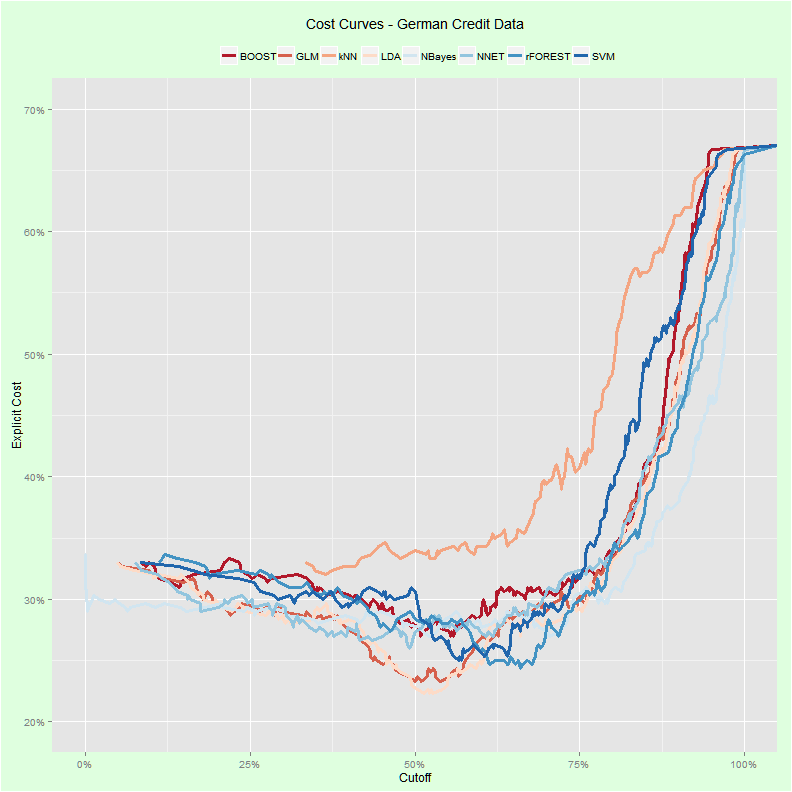 Cost Curves - German Credit Data
BOOST GLM kNN LDA NBayes NNET rFOREST SVM
70%
60%
50%
40%
30%
20%
Explicit Cost
0% 25% 50% 75% 100%
Cutoff